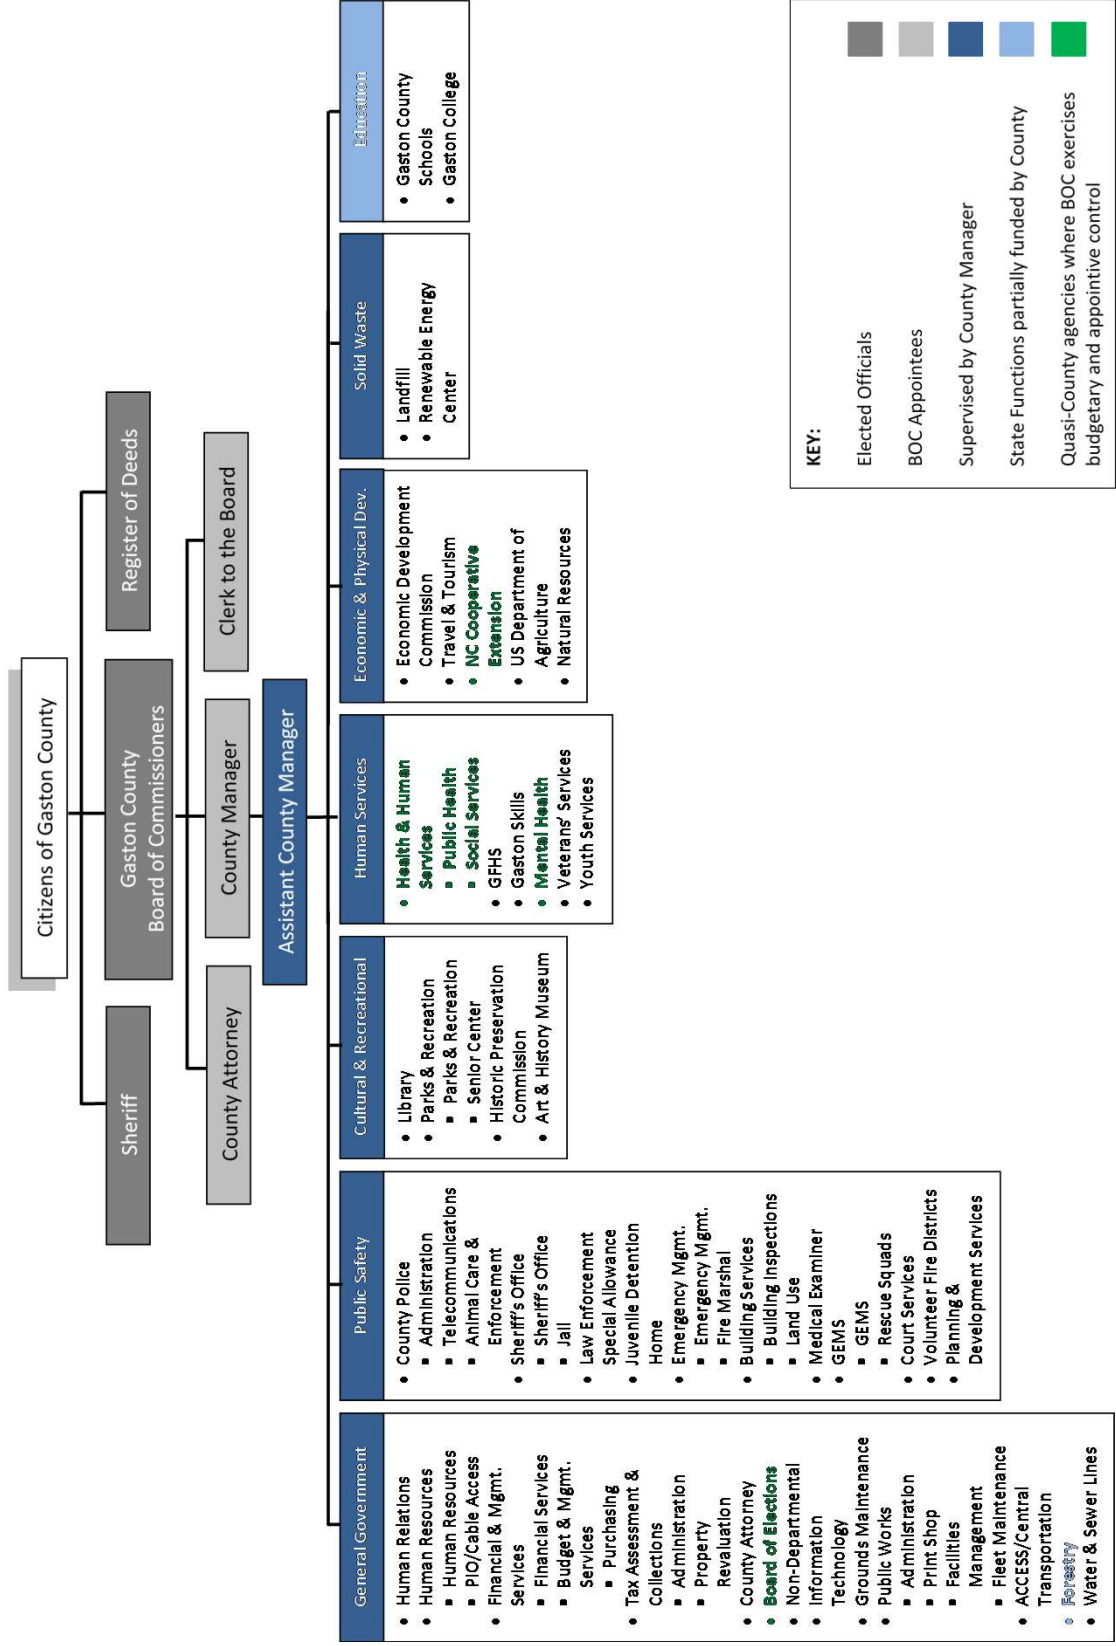 Citizens of Gaston County
Sheriff
Gaston County
Board of Commissioners
Register of Deeds
County Attorney
County Manager
Clerk to the Board
Assistant County Manager
General Government
• Human Relations
• Human Resources
▪ Human Resources
▪ PIO/Cable Access
• Financial & Mgmt.
Services
▪ Financial Services
▪ Budget & Mgmt.
Services
▪ Purchasing
• Tax Assessment &
Collections
▪ Administration
▪ Property
Revaluation
• County Attorney
• Board of Elections
• Non-Departmental
• Information
Technology
• Grounds Maintenance
• Public Works
▪ Administration
▪ Print Shop
▪ Facilities
Management
▪ Fleet Maintenance
• ACCESS/Central
Transportation
• Forestry
• Water & Sewer Lines
Public Safety
• County Police
▪ Administration
▪ Telecommunications
▪ Animal Care &
Enforcement
• Sheriff's Office
▪ Sheriff's Office
▪ Jail
• Law Enforcement
Special Allowance
• Juvenile Detention
Home
• Emergency Mgmt.
▪ Emergency Mgmt.
▪ Fire Marshal
• Building Services
▪ Building Inspections
▪ Land Use
• Medical Examiner
• GEMS
▪ GEMS
▪ Rescue Squads
• Court Services
• Volunteer Fire Districts
• Planning &
Development Services
Cultural & Recreational
• Library
• Parks & Recreation
▪ Parks & Recreation
▪ Senior Center
• Historic Preservation
Commission
• Art & History Museum
Human Services
• Health & Human
Services
▪ Public Health
▪ Social Services
• GFHS
• Gaston Skills
• Mental Health
• Veterans' Services
• Youth Services
Economic & Physical Dev.
• Economic Development
Commission
• Travel & Tourism
• NC Cooperative
Extension
• US Department of
Agriculture
• Natural Resources
Solid Waste
• Landfill
• Renewable Energy
Center
Education
• Gaston County
Schools
• Gaston College
KEY:
Elected Officials
BOC Appointees
Supervised by County Manager
State Functions partially funded by County
Quasi-County agencies where BOC exercises
budgetary and appointive control